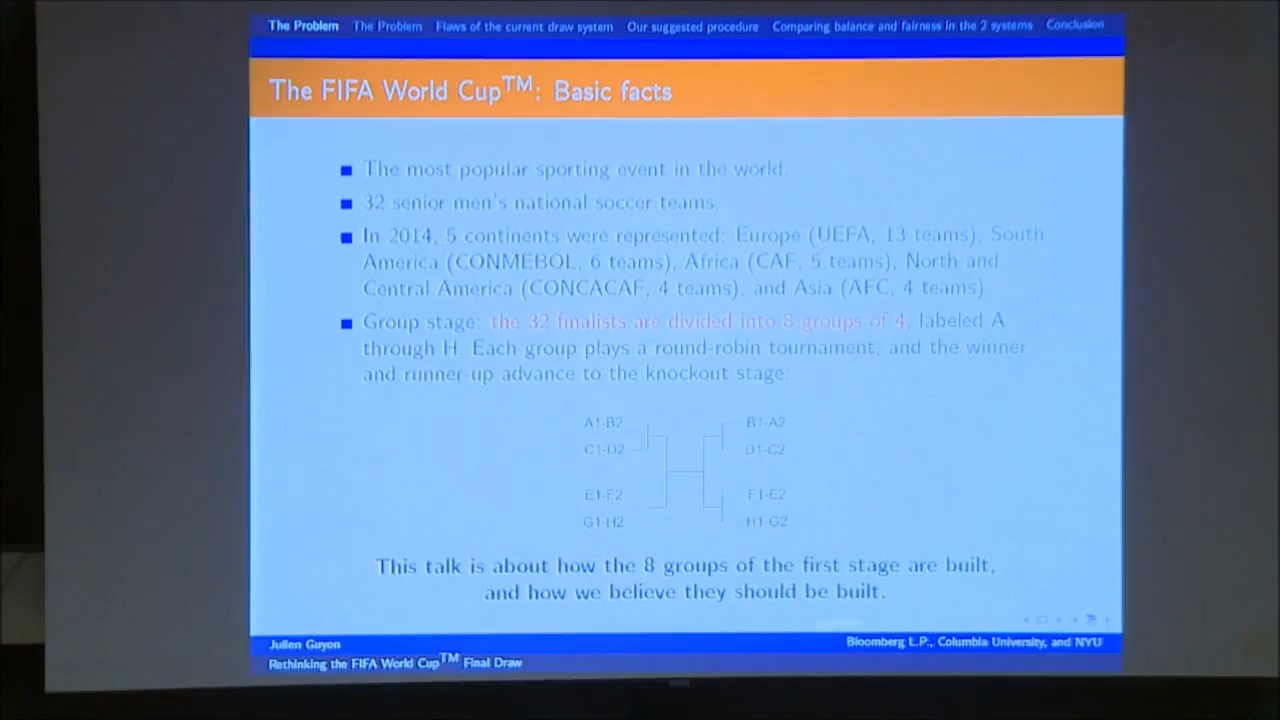 The Problem The Problem Flaws of the current draw system Our suggested procedure Comparing balance and fairness in the 2 systems Conclusion
The FIFA World Cup™: Basic facts
The most popular sporting event in the world.
32 senior men's national soccer teams.
In 2014, 5 continents were represented: Europe (UEFA, 13 teams), South
America (CONMEBOL, 6 teams), Africa (CAF, 5 teams), North and
Central America (CONCACAF, 4 teams), and Asia (AFC, 4 teams).
Group stage: the 32 finalists are divided into 8 groups of 4, labeled A
through H. Each group plays a round-robin tournament, and the winner
and runner-up advance to the knockout stage:
A1-B2 B1-A2
C1-D2 D1-C2
E1-F2 F1-E2
G1-H2 H1-G2
This talk is about how the 8 groups of the first stage are built,
and how we believe they should be built.
Julien Guyon Bloomberg L.P., Columbia University, and NYU
Rethinking the FIFA World Cup™ Final Draw